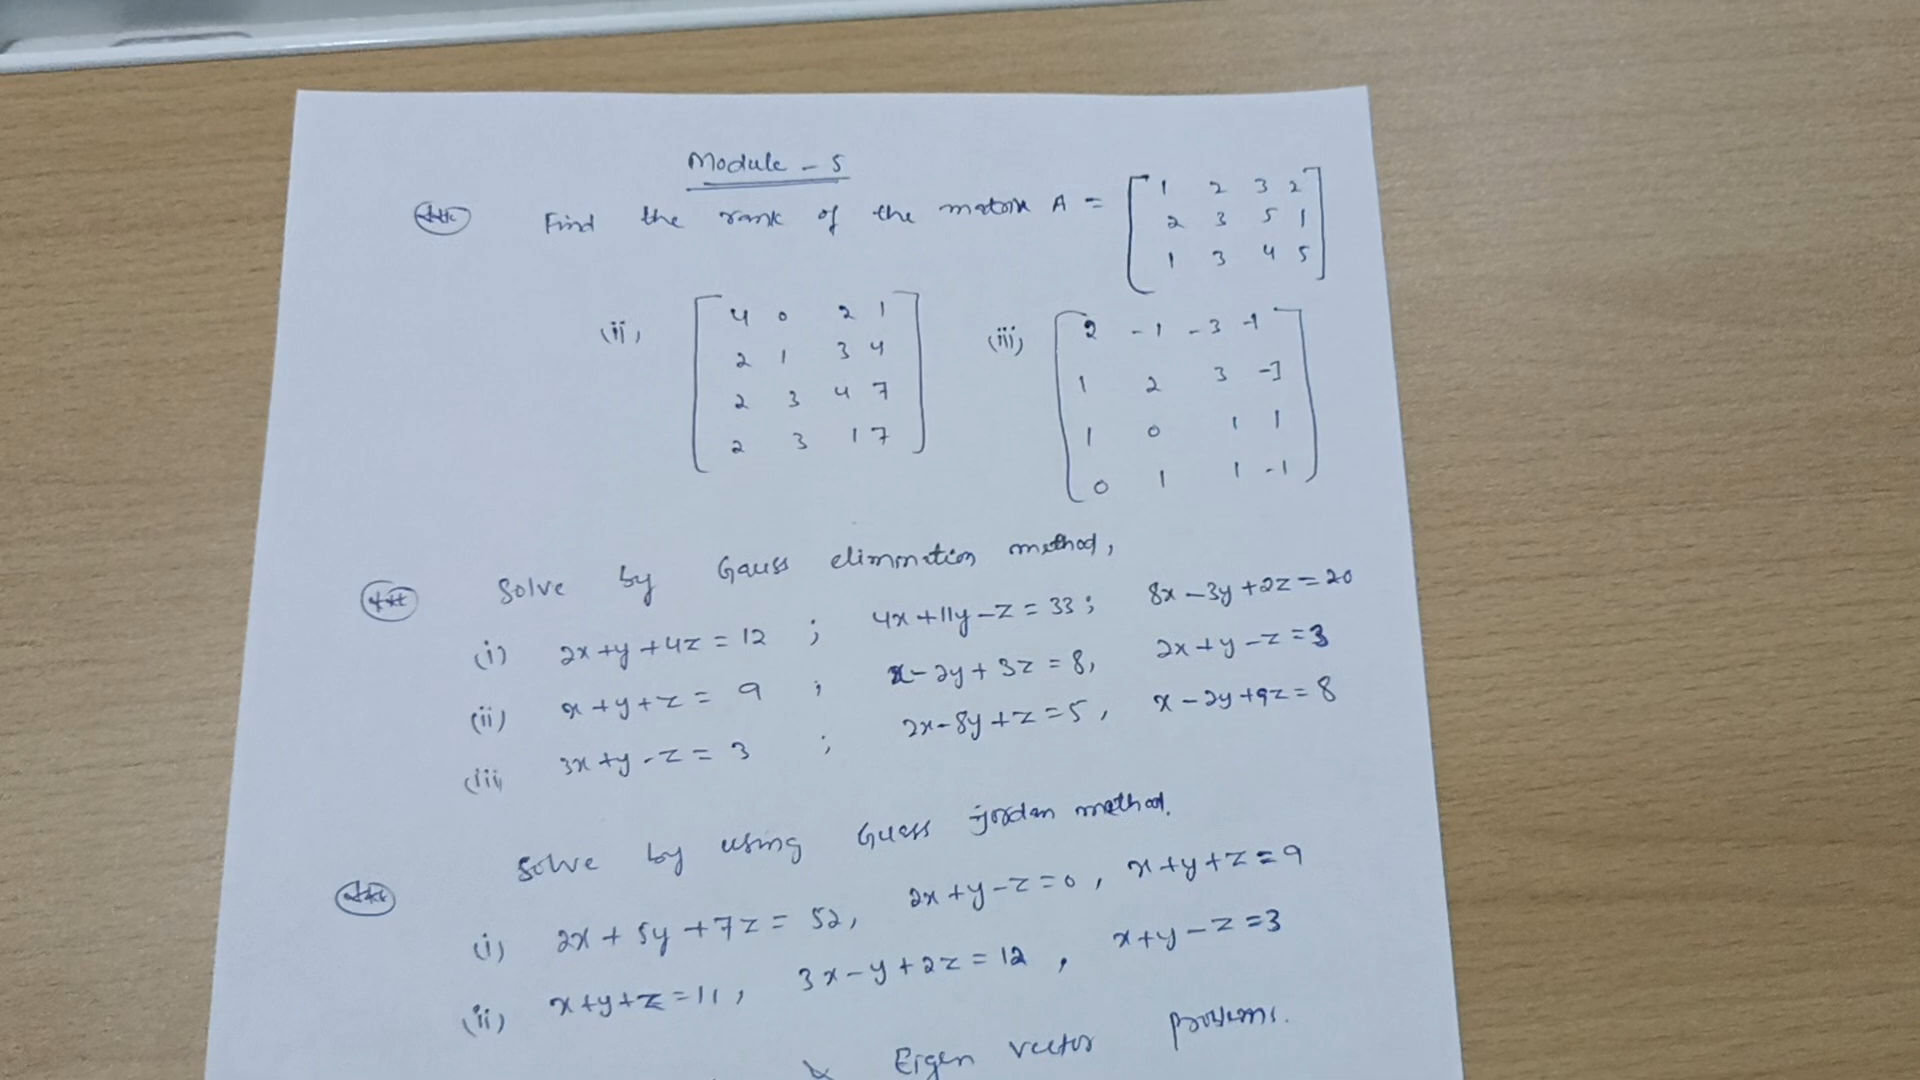 Module - 5
*** Find the rank of the matrix A = [1 2 3 2
2 3 5 1
1 3 4 5]
(ii) [4 0 2 1 (iii) [2 -1 -3 -1
2 1 3 4 1 2 3 -1
2 3 4 7 1 0 1 1
2 3 1 7] 0 1 1 -1]
*** Solve by Gauss elimination method,
(i) 2x+y+4z = 12 ; 4x+11y-z = 33 ; 8x-3y+2z = 20
(ii) x+y+z = 9 ; x-2y+3z = 8, 2x+y-z = 3
(iii) 3x+y-z = 3 ; 2x-8y+z = 5, x-2y+9z = 8
*** Solve by using Guass jordan method.
(i) 2x + 5y + 7z = 52, 2x+y-z = 0, x+y+z = 9
(ii) x+y+z = 11, 3x-y+2z = 12, x+y-z = 3
Eigen vector problems.